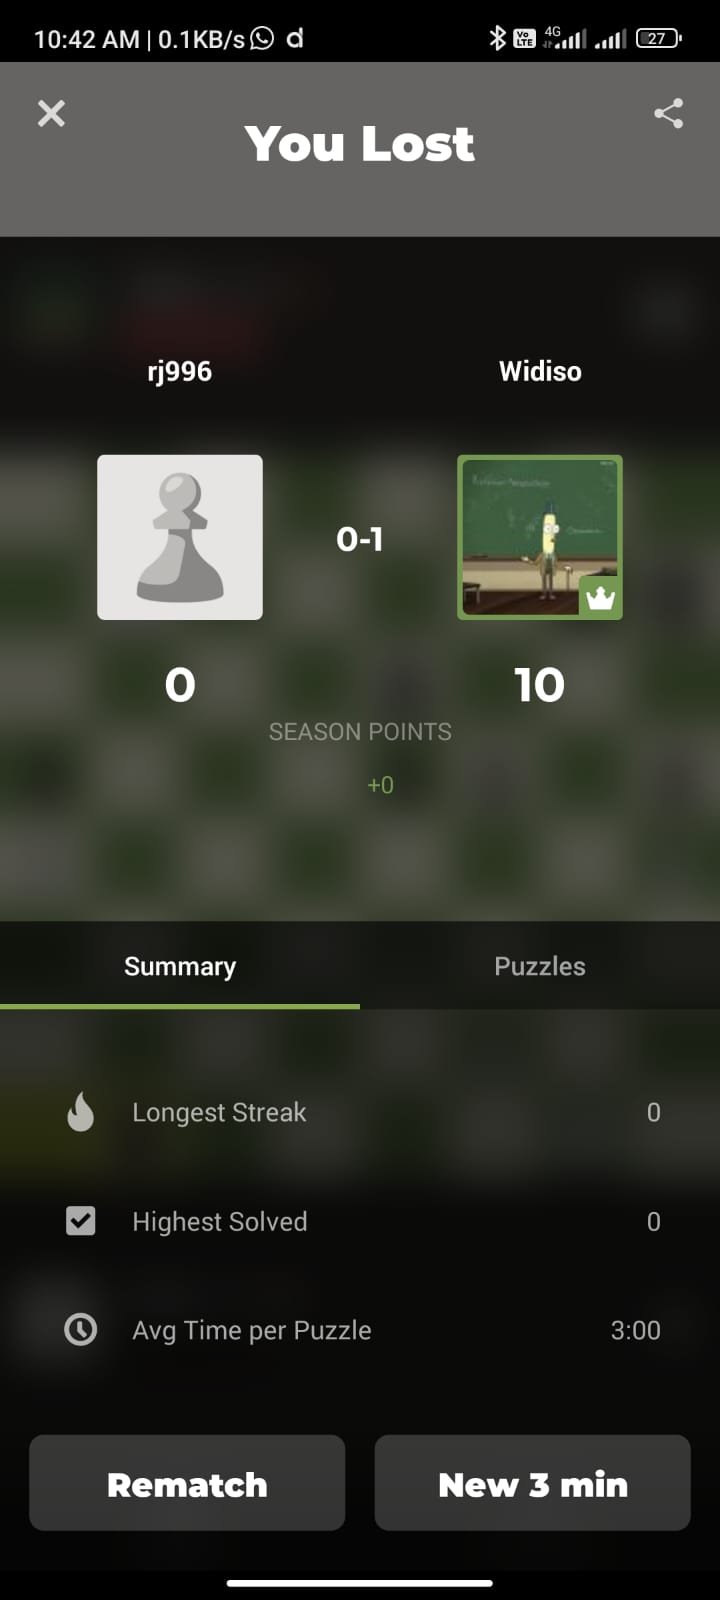 10:42 AM | 0.1KB/s d Vo LTE 4G 27
You Lost
rj996 Widiso
0-1
0 10
SEASON POINTS
+0
Summary Puzzles
Longest Streak 0
Highest Solved 0
Avg Time per Puzzle 3:00
Rematch New 3 min